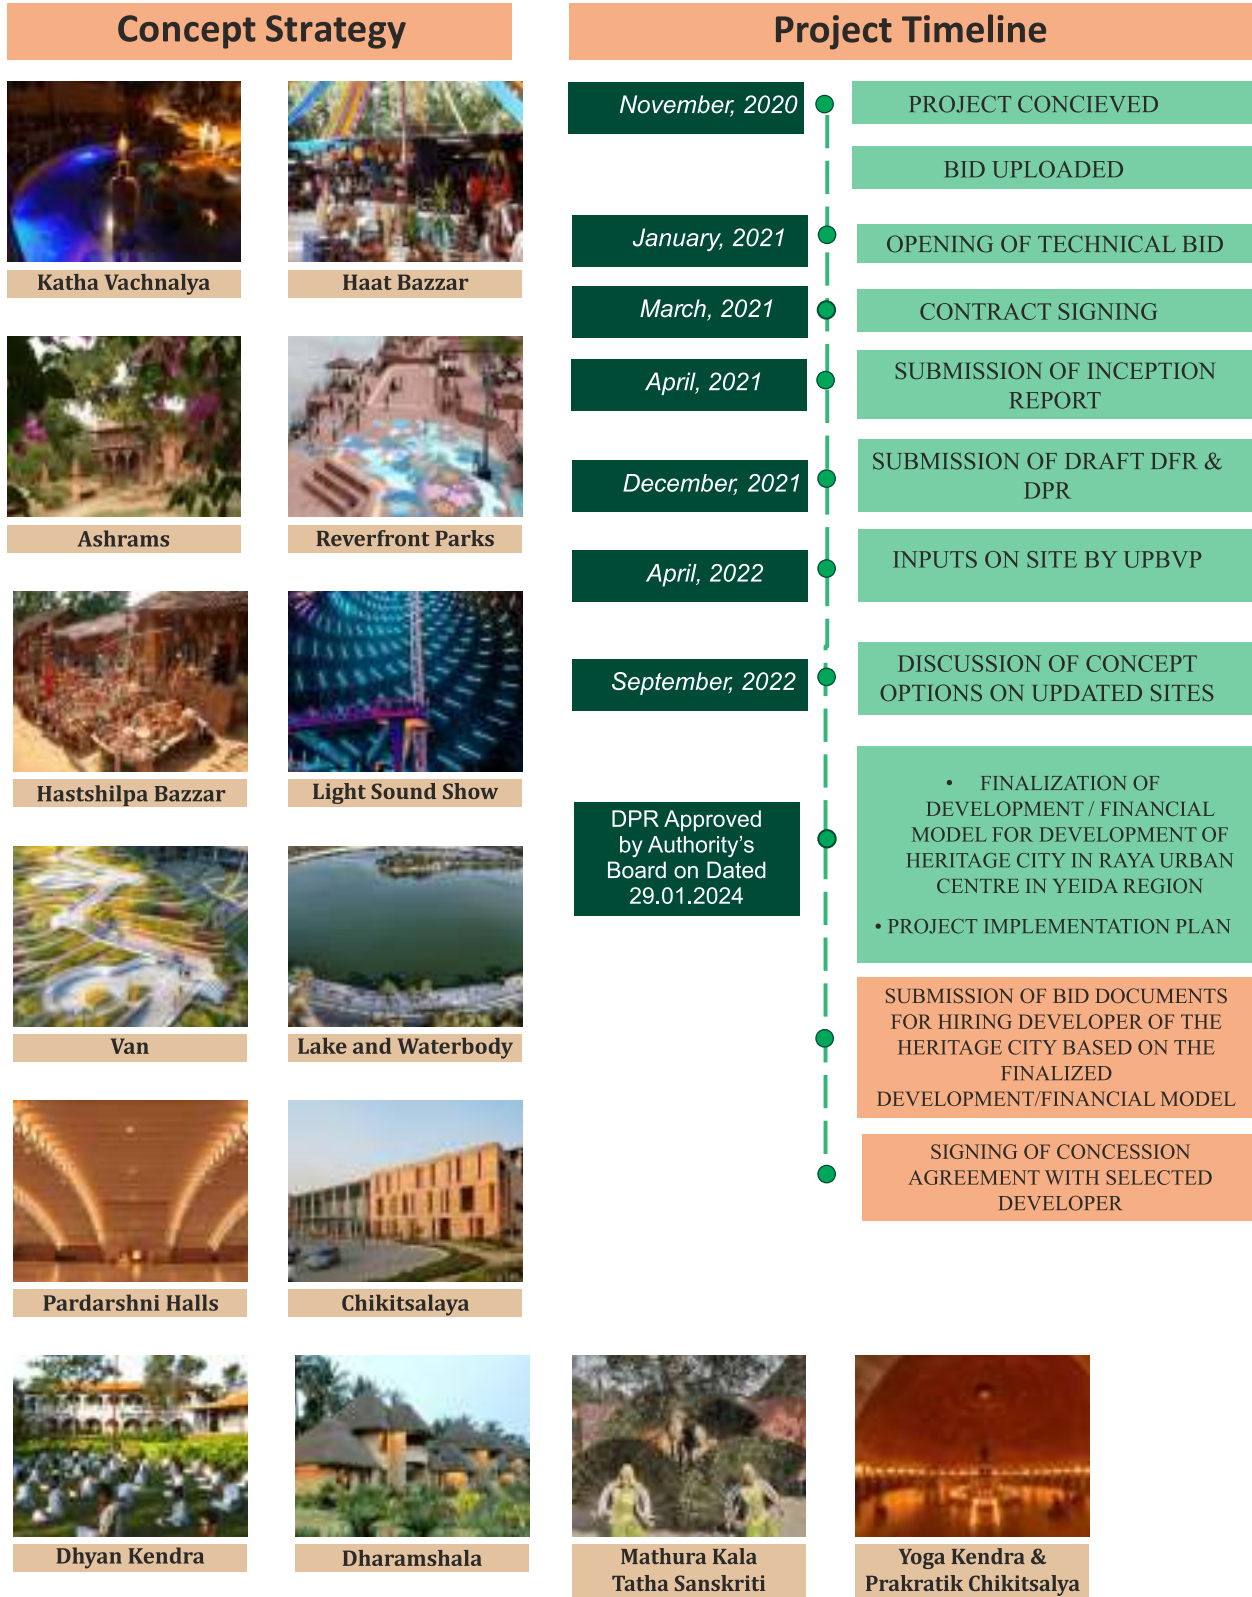 Concept Strategy
Katha Vachnalya
Haat Bazzar
Ashrams
Reverfront Parks
Hastshilpa Bazzar
Light Sound Show
Van
Lake and Waterbody
Pardarshni Halls
Chikitsalaya
Dhyan Kendra
Dharamshala
Mathura Kala
Tatha Sanskriti
Yoga Kendra &
Prakratik Chikitsalya
Project Timeline
November, 2020
PROJECT CONCIEVED
BID UPLOADED
January, 2021
OPENING OF TECHNICAL BID
March, 2021
CONTRACT SIGNING
April, 2021
SUBMISSION OF INCEPTION
REPORT
December, 2021
SUBMISSION OF DRAFT DFR &
DPR
April, 2022
INPUTS ON SITE BY UPBVP
September, 2022
DISCUSSION OF CONCEPT
OPTIONS ON UPDATED SITES
DPR Approved
by Authority’s
Board on Dated
29.01.2024
• FINALIZATION OF
DEVELOPMENT / FINANCIAL
MODEL FOR DEVELOPMENT OF
HERITAGE CITY IN RAYA URBAN
CENTRE IN YEIDA REGION
• PROJECT IMPLEMENTATION PLAN
SUBMISSION OF BID DOCUMENTS
FOR HIRING DEVELOPER OF THE
HERITAGE CITY BASED ON THE
FINALIZED
DEVELOPMENT/FINANCIAL MODEL
SIGNING OF CONCESSION
AGREEMENT WITH SELECTED
DEVELOPER